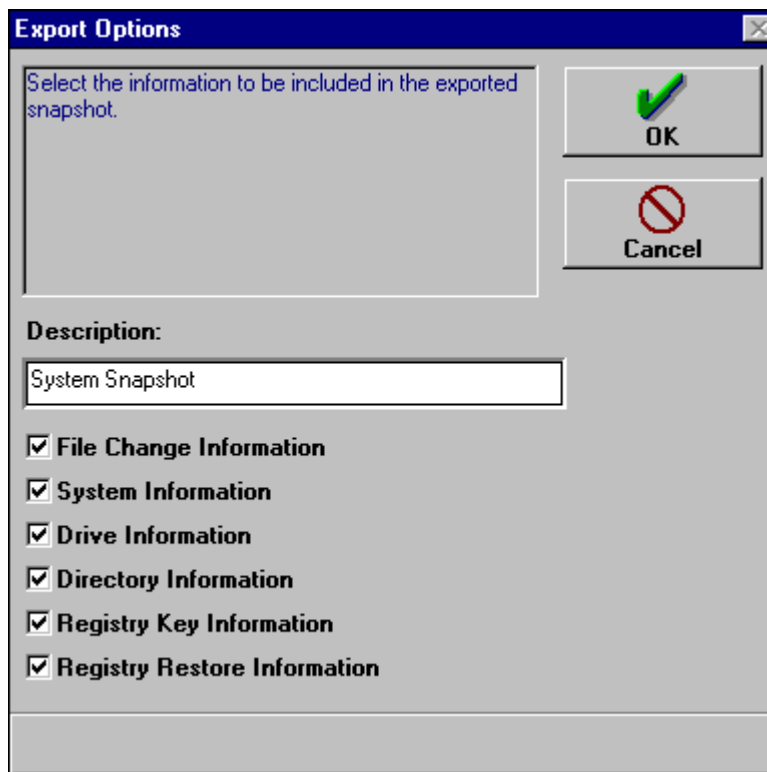 Export Options
Select the information to be included in the exported
snapshot.
OK
Cancel
Description:
System Snapshot
File Change Information
System Information
Drive Information
Directory Information
Registry Key Information
Registry Restore Information